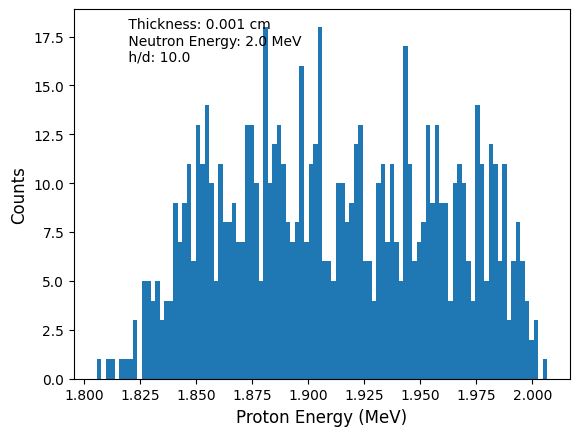 Thickness: 0.001 cm
Neutron Energy: 2.0 MeV
h/d: 10.0
17.5
15.0
12.5
10.0
7.5
5.0
2.5
0.0
Counts
1.800 1.825 1.850 1.875 1.900 1.925 1.950 1.975 2.000
Proton Energy (MeV)